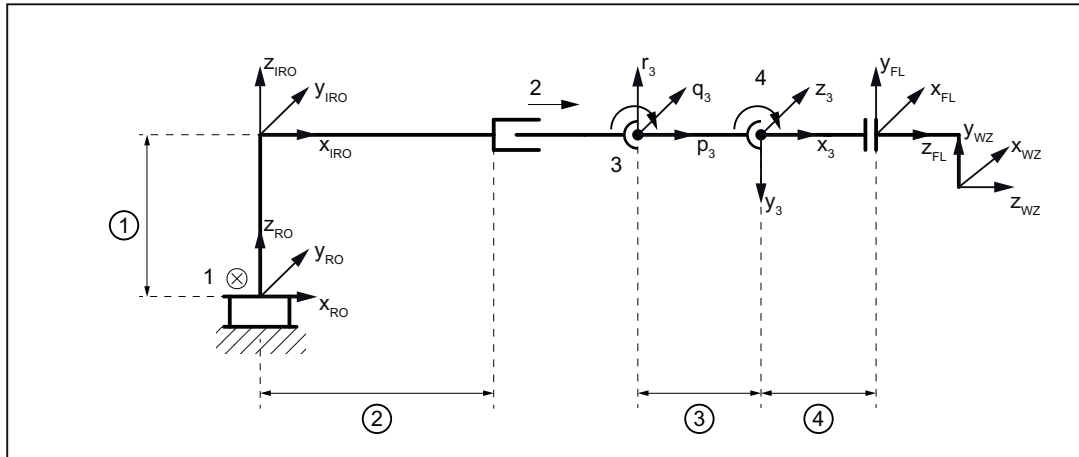 z_IRO
y_IRO
x_IRO
2
r_3
q_3
p_3
3
4
z_3
x_3
y_3
y_FL
x_FL
z_FL
y_WZ
x_WZ
z_WZ
①
z_RO
y_RO
1
x_RO
②
③
④